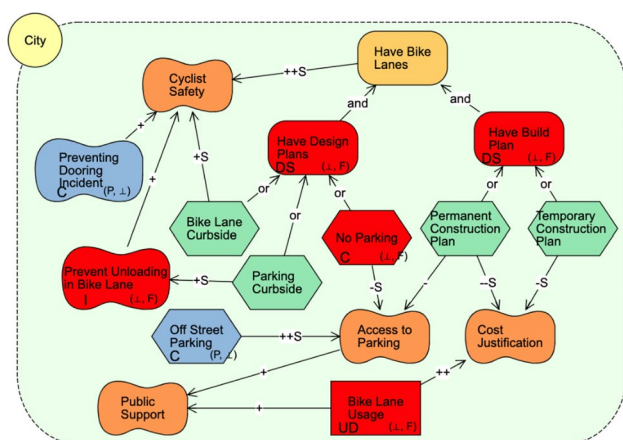 City
Cyclist
Safety
++S
Have Bike
Lanes
and
and
+
+
+S
Have Design
Plans
DS
(⊥, F)
Have Build
Plan
DS
(⊥, F)
Preventing
Dooring
Incident
C
(P, ⊥)
or
or
or
or
or
Bike Lane
Curbside
No Parking
C
(⊥, F)
Permanent
Construction
Plan
Temporary
Construction
Plan
Prevent Unloading
in Bike Lane
I
(⊥, F)
+S
Parking
Curbside
-S
-
--S
-S
Off Street
Parking
C
(P, ⊥)
++S
Access to
Parking
Cost
Justification
+
++
Public
Support
+
Bike Lane
Usage
UD
(⊥, F)